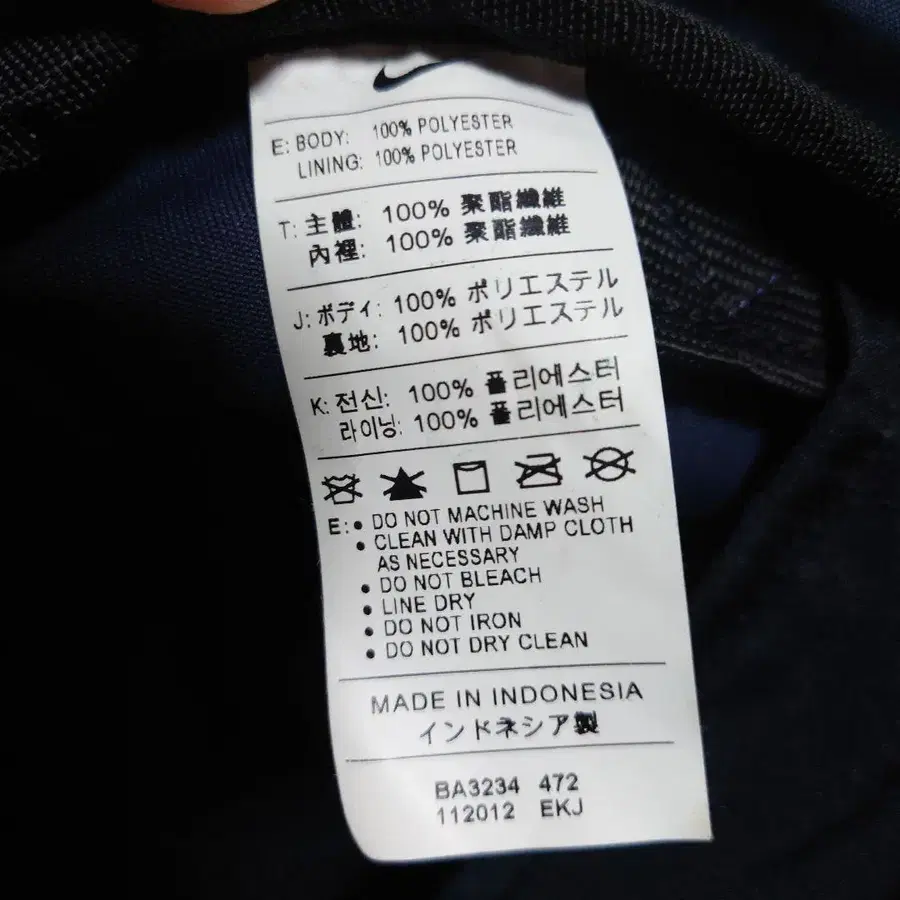 E: BODY: 100% POLYESTER
LINING: 100% POLYESTER
T: 主體: 100% 聚酯纖維
內裡: 100% 聚酯纖維
J: ボディ: 100% ポリエステル
裏地: 100% ポリエステル
K: 전신: 100% 폴리에스터
라이닝: 100% 폴리에스터
E: • DO NOT MACHINE WASH
• CLEAN WITH DAMP CLOTH
AS NECESSARY
• DO NOT BLEACH
• LINE DRY
• DO NOT IRON
• DO NOT DRY CLEAN
MADE IN INDONESIA
インドネシア製
BA3234 472
112012 EKJ